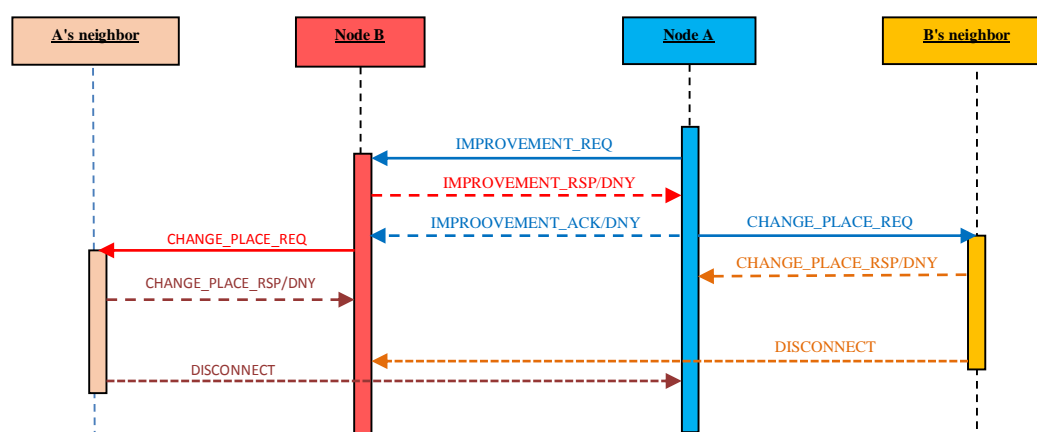 A's neighbor
Node B
Node A
B's neighbor
IMPROVEMENT_REQ
IMPROVEMENT_RSP/DNY
IMPROOVEMENT_ACK/DNY
CHANGE_PLACE_REQ
CHANGE_PLACE_REQ
CHANGE_PLACE_RSP/DNY
CHANGE_PLACE_RSP/DNY
DISCONNECT
DISCONNECT